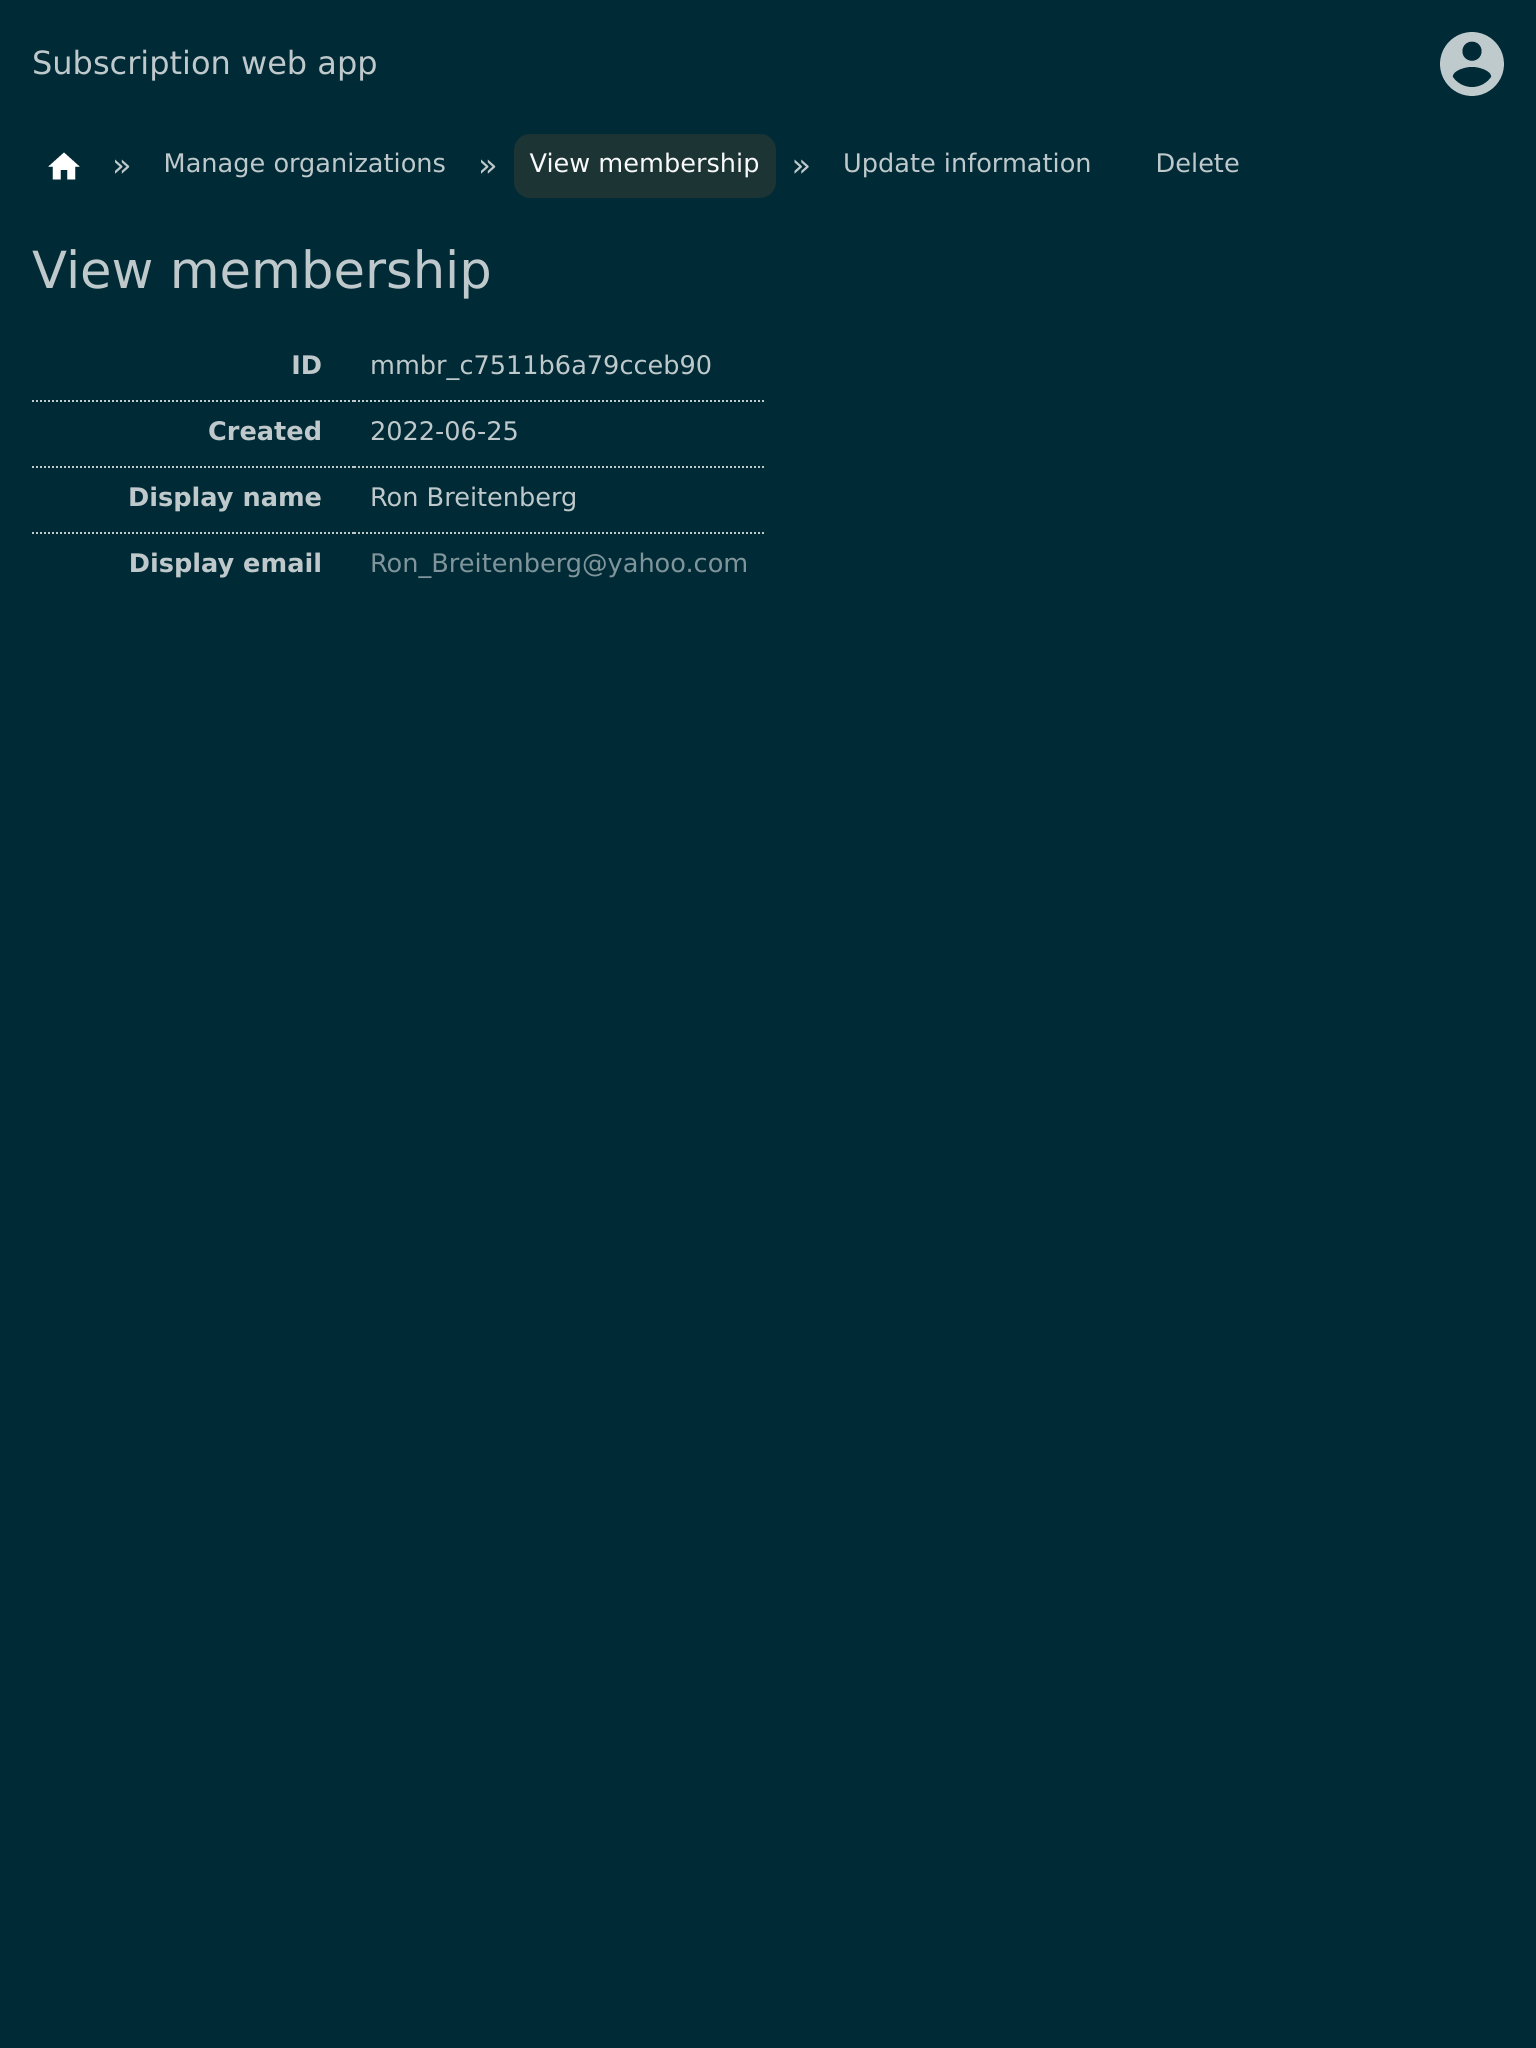 Subscription web app
» Manage organizations » View membership » Update information Delete
View membership
ID mmbr_c7511b6a79cceb90
Created 2022-06-25
Display name Ron Breitenberg
Display email Ron_Breitenberg@yahoo.com